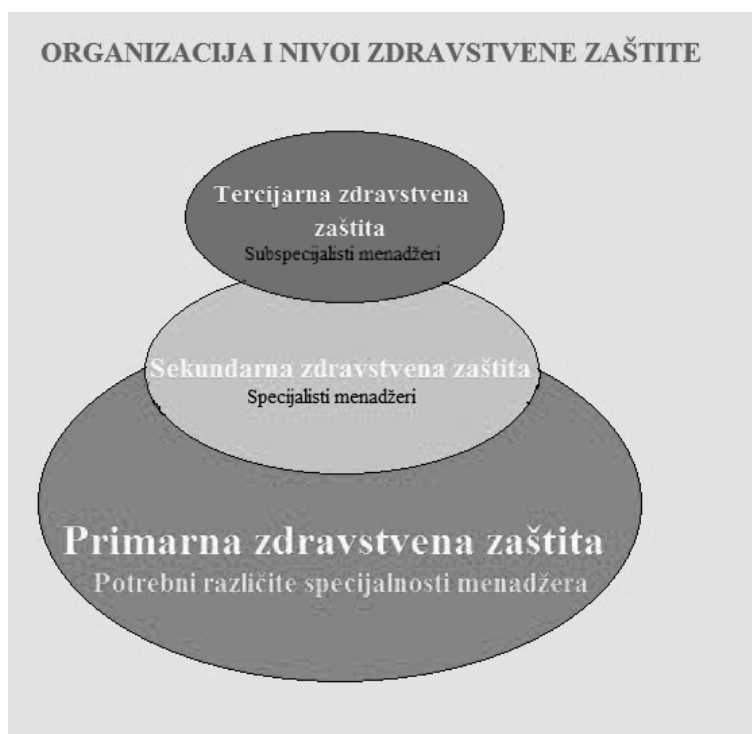 ORGANIZACIJA I NIVOI ZDRAVSTVENE ZAŠTITE
Tercijarna zdravstvena
zaštita
Subspecijalisti menadžeri
Sekundarna zdravstvena zaštita
Specijalisti menadžeri
Primarna zdravstvena zaštita
Potrebni različite specijalnosti menadžera